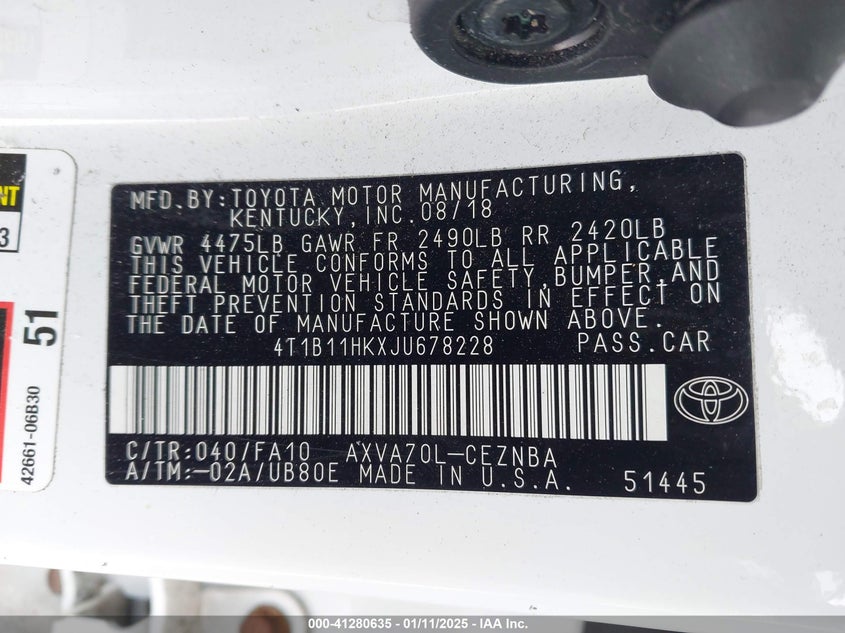 NT
3
51
42661-06B30
MFD.BY:TOYOTA MOTOR MANUFACTURING,
KENTUCKY, INC. 08/18
GVWR 4475LB GAWR FR 2490LB RR 2420LB
THIS VEHICLE CONFORMS TO ALL APPLICABLE
FEDERAL MOTOR VEHICLE SAFETY,BUMPER,AND
THEFT PREVENTION STANDARDS IN EFFECT ON
THE DATE OF MANUFACTURE SHOWN ABOVE.
4T1B11HKXJU678228 PASS.CAR
C/TR:040/FA10 AXVA70L-CEZNBA
A/TM:-02A/UB80E MADE IN U.S.A. 51445
000-41280635 - 01/11/2025 - IAA Inc.